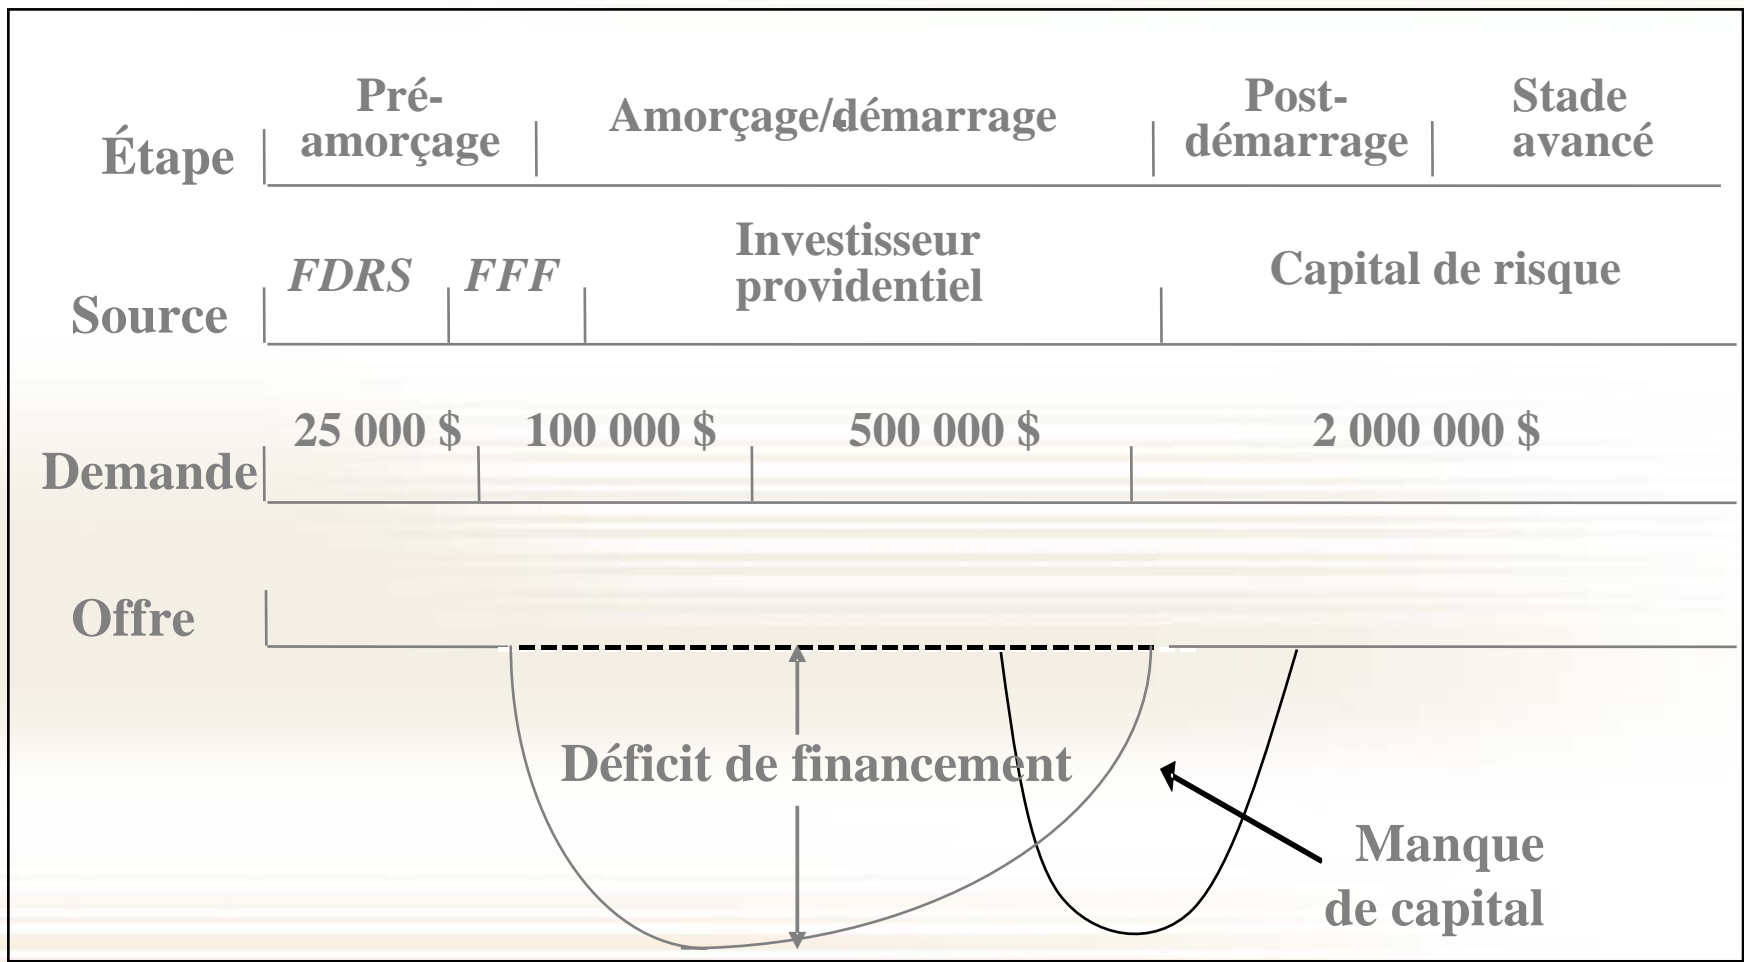 Pré-
amorçage
Amorçage/démarrage
Post-
démarrage
Stade
avancé
Étape
FDRS
FFF
Investisseur
providentiel
Capital de risque
Source
25 000 $
100 000 $
500 000 $
2 000 000 $
Demande
Offre
Déficit de financement
Manque
de capital